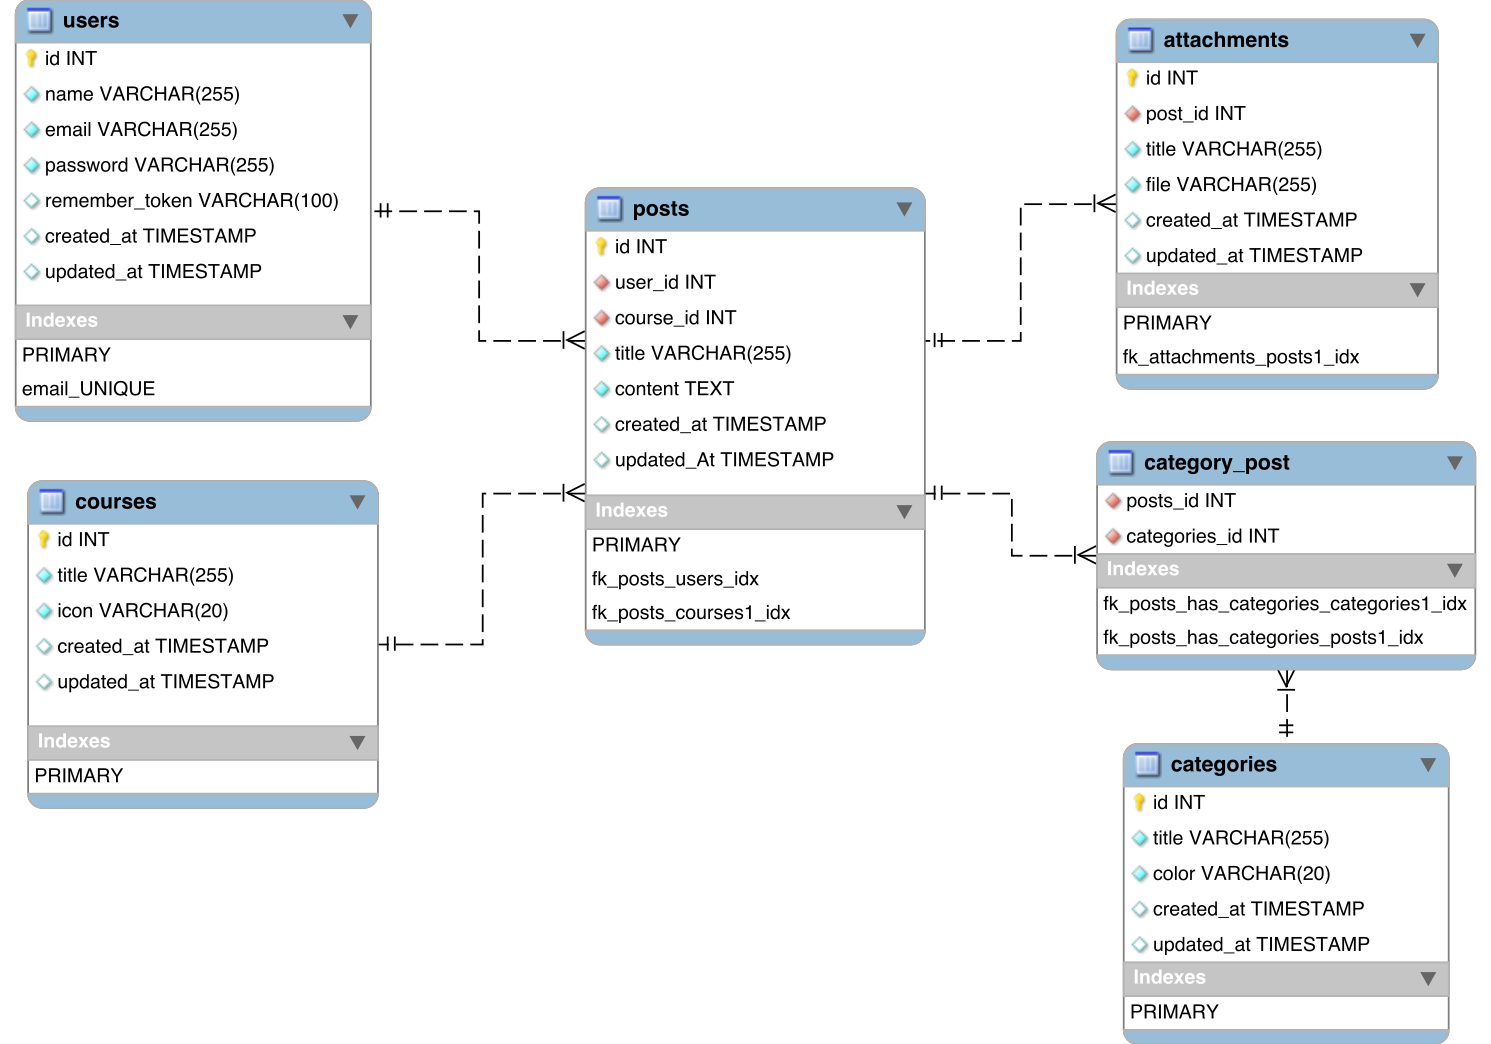 users
id INT
name VARCHAR(255)
email VARCHAR(255)
password VARCHAR(255)
remember_token VARCHAR(100)
created_at TIMESTAMP
updated_at TIMESTAMP
Indexes
PRIMARY
email_UNIQUE
courses
id INT
title VARCHAR(255)
icon VARCHAR(20)
created_at TIMESTAMP
updated_at TIMESTAMP
Indexes
PRIMARY
posts
id INT
user_id INT
course_id INT
title VARCHAR(255)
content TEXT
created_at TIMESTAMP
updated_At TIMESTAMP
Indexes
PRIMARY
fk_posts_users_idx
fk_posts_courses1_idx
attachments
id INT
post_id INT
title VARCHAR(255)
file VARCHAR(255)
created_at TIMESTAMP
updated_at TIMESTAMP
Indexes
PRIMARY
fk_attachments_posts1_idx
category_post
posts_id INT
categories_id INT
Indexes
fk_posts_has_categories_categories1_idx
fk_posts_has_categories_posts1_idx
categories
id INT
title VARCHAR(255)
color VARCHAR(20)
created_at TIMESTAMP
updated_at TIMESTAMP
Indexes
PRIMARY